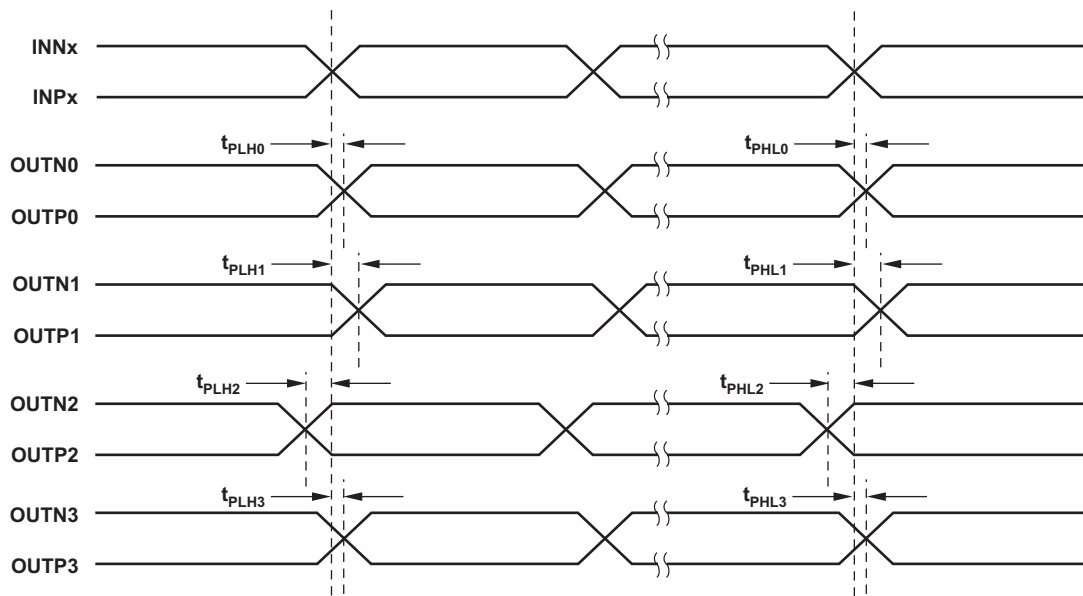 INNx
INPx
tPLH0 tPHL0
OUTN0
OUTP0
tPLH1 tPHL1
OUTN1
OUTP1
tPLH2 tPHL2
OUTN2
OUTP2
tPLH3 tPHL3
OUTN3
OUTP3